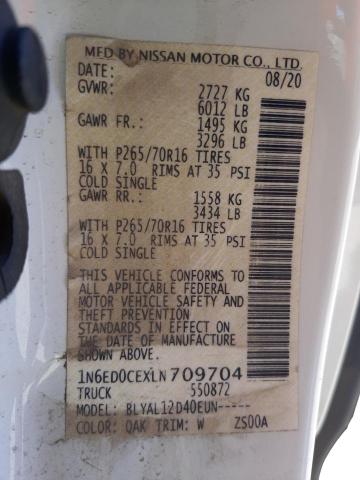 MFD BY NISSAN MOTOR CO., LTD.
DATE: 08/20
GVWR: 2727 KG
6012 LB
GAWR FR.: 1495 KG
3296 LB
WITH P265/70R16 TIRES
16 X 7.0 RIMS AT 35 PSI
COLD SINGLE
GAWR RR.: 1558 KG
3434 LB
WITH P265/70R16 TIRES
16 X 7.0 RIMS AT 35 PSI
COLD SINGLE
THIS VEHICLE CONFORMS TO
ALL APPLICABLE FEDERAL
MOTOR VEHICLE SAFETY AND
THEFT PREVENTION
STANDARDS IN EFFECT ON
THE DATE OF MANUFACTURE
SHOWN ABOVE.
1N6ED0CEXLN709704
TRUCK 550872
MODEL: BLYAL12D40EUN-----
COLOR: QAK TRIM: W ZS00A